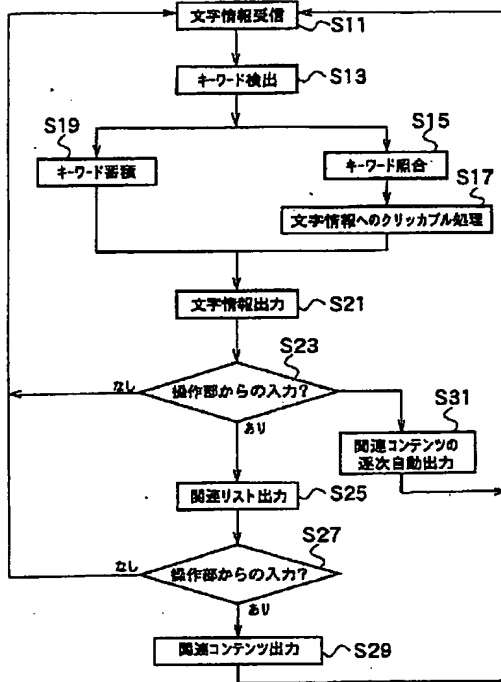 文字情報受信
S11
キーワード検出
S13
S19
S15
キーワード蓄積
キーワード照合
S17
文字情報へのクリッカブル処理
文字情報出力
S21
S23
なし
操作部からの入力?
S31
あり
関連コンテンツの
逐次自動出力
関連リスト出力
S25
S27
なし
操作部からの入力?
あり
関連コンテンツ出力
S29